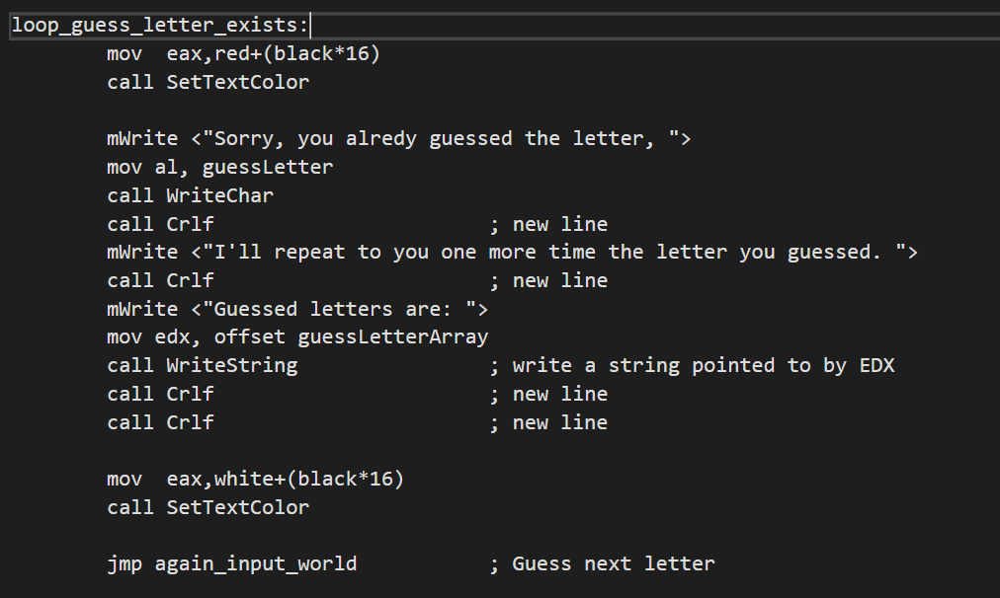 loop_guess_letter_exists:
mov  eax,red+(black*16)
call SetTextColor
mWrite <"Sorry, you alredy guessed the letter, ">
mov al, guessLetter
call WriteChar
call Crlf                       ; new line
mWrite <"I'll repeat to you one more time the letter you guessed. ">
call Crlf                       ; new line
mWrite <"Guessed letters are: ">
mov edx, offset guessLetterArray
call WriteString                ; write a string pointed to by EDX
call Crlf                       ; new line
call Crlf                       ; new line
mov  eax,white+(black*16)
call SetTextColor
jmp again_input_world           ; Guess next letter